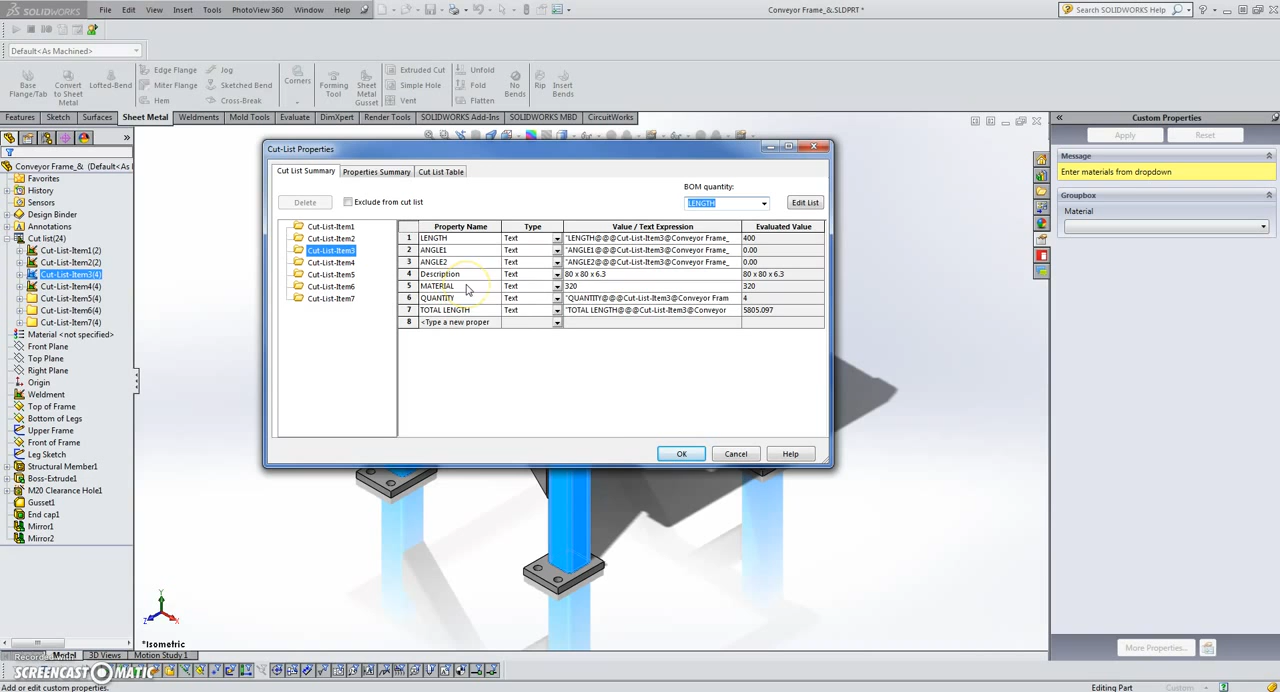 SOLIDWORKS File Edit View Insert Tools PhotoView 360 Window Help Conveyor Frame_&.SLDPRT * Search SOLIDWORKS Help
Default<As Machined>
Base Flange/Tab
Convert to Sheet Metal
Lofted-Bend
Edge Flange
Miter Flange
Hem
Jog
Sketched Bend
Cross-Break
Corners
Forming Tool
Sheet Metal Gusset
Extruded Cut
Simple Hole
Vent
Unfold
Fold
Flatten
No Bends
Rip
Insert Bends
Features Sketch Surfaces Sheet Metal Weldments Mold Tools Evaluate DimXpert Render Tools SOLIDWORKS Add-Ins SOLIDWORKS MBD CircuitWorks
Conveyor Frame_& (Default<As
Favorites
History
Sensors
Design Binder
Annotations
Cut list(24)
Cut-List-Item1(2)
Cut-List-Item2(2)
Cut-List-Item3(4)
Cut-List-Item4(4)
Cut-List-Item5(4)
Cut-List-Item6(4)
Cut-List-Item7(4)
Material <not specified>
Front Plane
Top Plane
Right Plane
Origin
Weldment
Top of Frame
Bottom of Legs
Upper Frame
Front of Frame
Leg Sketch
Structural Member1
Boss-Extrude1
M20 Clearance Hole1
Gusset1
End cap1
Mirror1
Mirror2
Cut-List Properties
Cut List Summary Properties Summary Cut List Table
Delete Exclude from cut list
BOM quantity:
LENGTH Edit List
Cut-List-Item1
Cut-List-Item2
Cut-List-Item3
Cut-List-Item4
Cut-List-Item5
Cut-List-Item6
Cut-List-Item7
Property Name Type Value / Text Expression Evaluated Value
1 LENGTH Text "LENGTH@@@Cut-List-Item3@Conveyor Frame_ 400
2 ANGLE1 Text "ANGLE1@@@Cut-List-Item3@Conveyor Frame_ 0.00
3 ANGLE2 Text "ANGLE2@@@Cut-List-Item3@Conveyor Frame_ 0.00
4 Description Text 80 x 80 x 6.3 80 x 80 x 6.3
5 MATERIAL Text 320 320
6 QUANTITY Text "QUANTITY@@@Cut-List-Item3@Conveyor Fram 4
7 TOTAL LENGTH Text "TOTAL LENGTH@@@Cut-List-Item3@Conveyor 5805.097
8 <Type a new proper
OK Cancel Help
Custom Properties
Apply Reset
Message
Enter materials from dropdown
Groupbox
Material
More Properties...
Y
Z
X
*Isometric
Model 3D Views Motion Study 1
SCREENCAST MATIC
Add or edit custom properties. Editing Part Custom